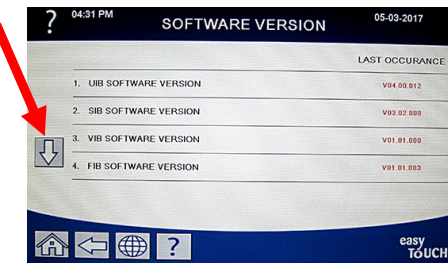 ? 04:31 PM SOFTWARE VERSION 05-03-2017
LAST OCCURANCE
1. UIB SOFTWARE VERSION V04.00.012
2. SIB SOFTWARE VERSION V03.02.000
3. VIB SOFTWARE VERSION V01.01.000
4. FIB SOFTWARE VERSION V01.01.003
?
easy
TOUCH